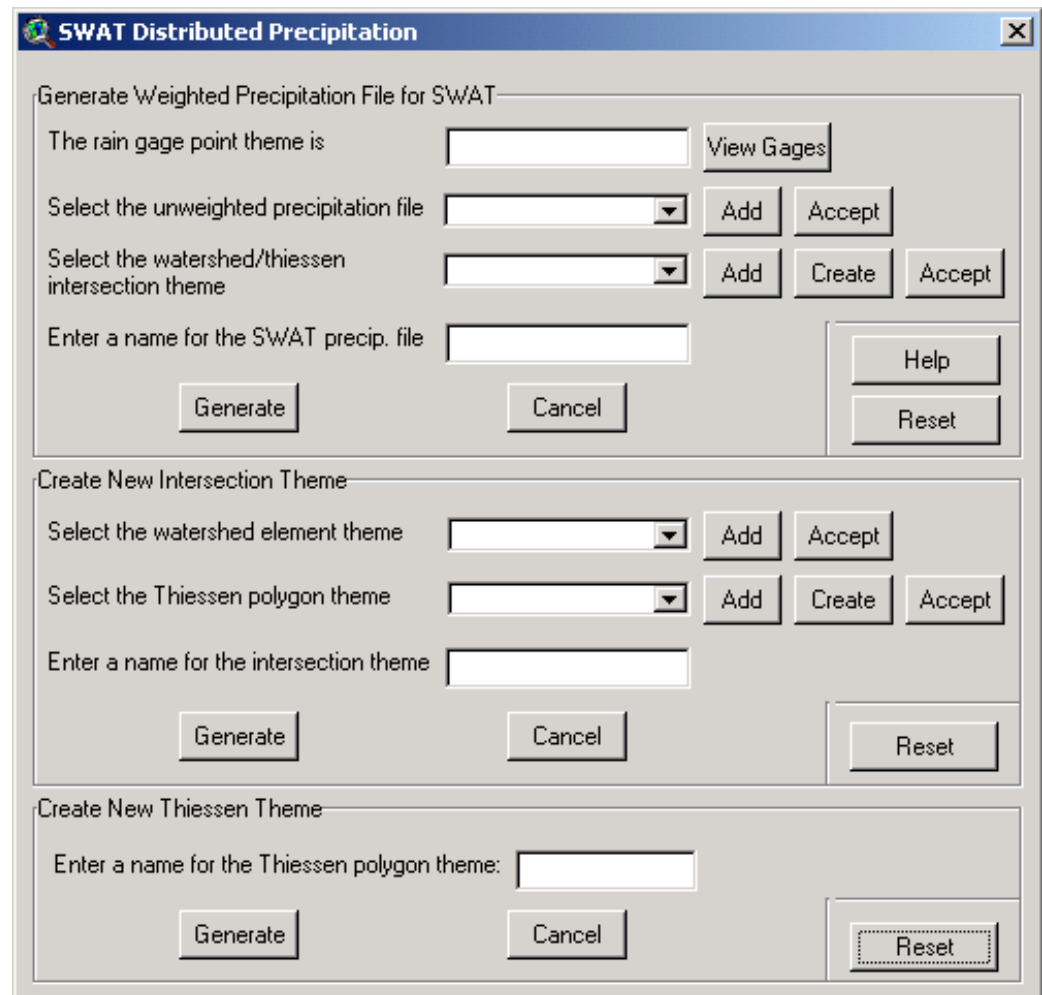 SWAT Distributed Precipitation
Generate Weighted Precipitation File for SWAT
The rain gage point theme is View Gages
Select the unweighted precipitation file Add Accept
Select the watershed/thiessen
intersection theme Add Create Accept
Enter a name for the SWAT precip. file
Help
Generate Cancel
Reset
Create New Intersection Theme
Select the watershed element theme Add Accept
Select the Thiessen polygon theme Add Create Accept
Enter a name for the intersection theme
Generate Cancel Reset
Create New Thiessen Theme
Enter a name for the Thiessen polygon theme:
Generate Cancel Reset